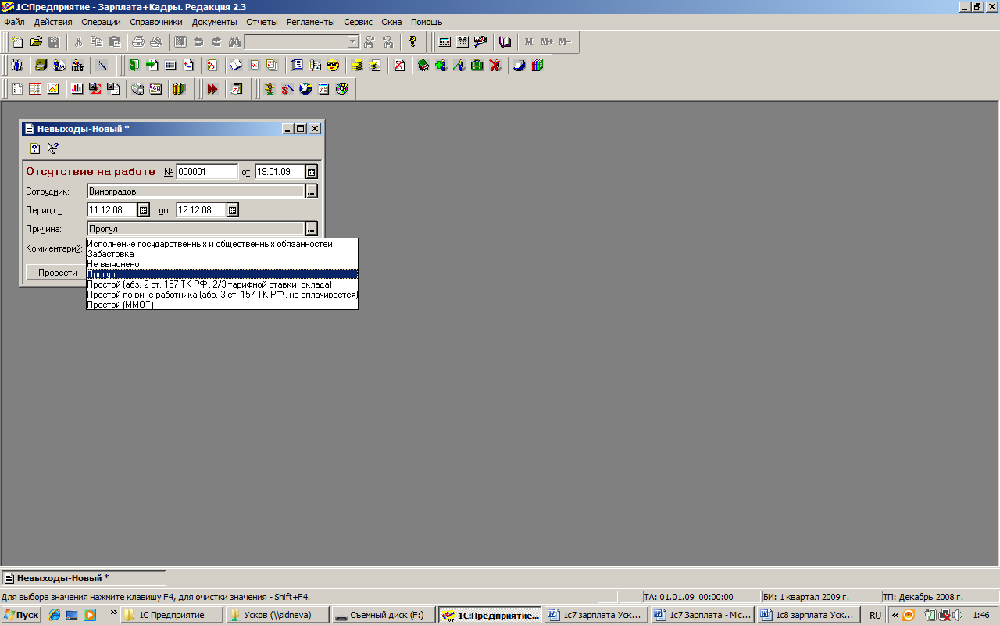 1С:Предприятие - Зарплата+Кадры. Редакция 2.3
Файл Действия Операции Справочники Документы Отчеты Регламенты Сервис Окна Помощь
M M+ M-
Невыходы-Новый *
Отсутствие на работе № 000001 от 19.01.09
Сотрудник: Виноградов
Период с: 11.12.08 по 12.12.08
Причина: Прогул
Комментарий:
Исполнение государственных и общественных обязанностей
Забастовка
Не выяснено
Прогул
Простой (абз. 2 ст. 157 ТК РФ, 2/3 тарифной ставки, оклада)
Простой по вине работника (абз. 3 ст. 157 ТК РФ, не оплачивается)
Простой (ММОТ)
Провести
Невыходы-Новый *
Для выбора значения нажмите клавишу F4, для очистки значения - Shift+F4.
ТА: 01.01.09 00:00:00
БИ: 1 квартал 2009 г.
ТП: Декабрь 2008 г.
Пуск
»
1С Предприятие
Усков (\\sidneva)
Съемный диск (F:)
1С:Предприятие...
1с7 зарплата Уск...
1с7 Зарплата - Mic...
1с8 зарплата Уск...
RU
«
1:46